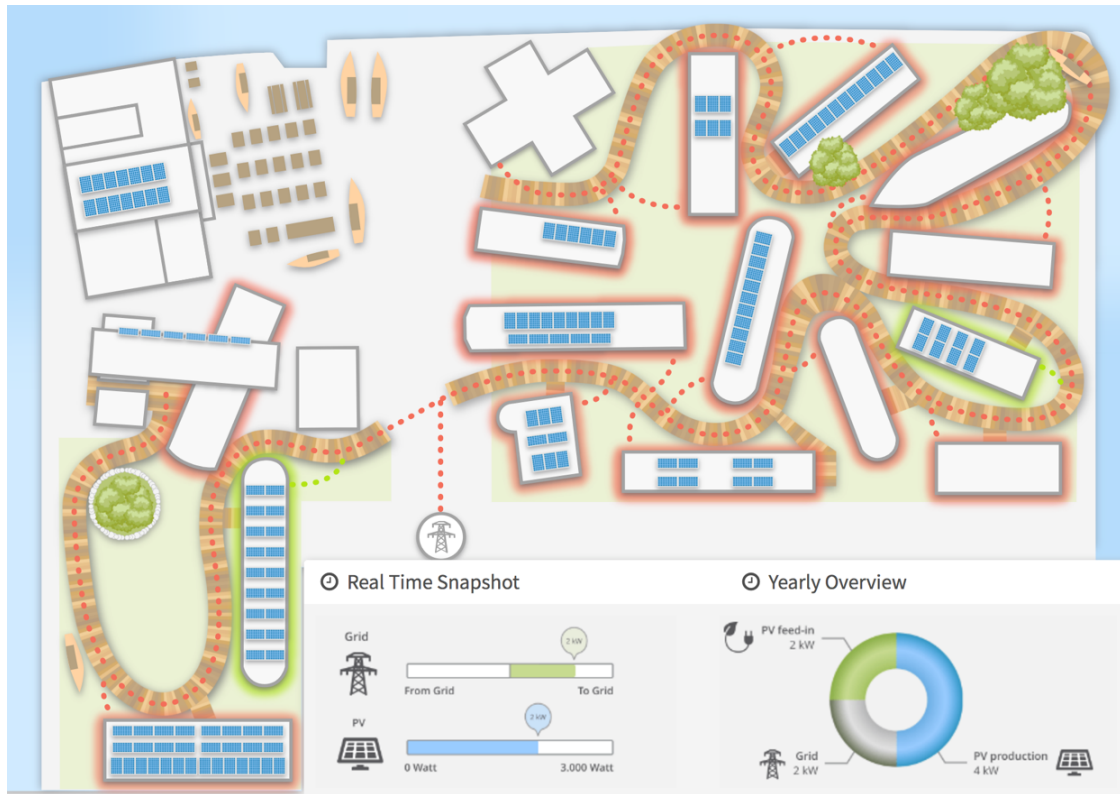 Real Time Snapshot
Grid
2 kW
From Grid
To Grid
PV
2 kW
0 Watt
3.000 Watt
Yearly Overview
PV feed-in
2 kW
Grid
2 kW
PV production
4 kW